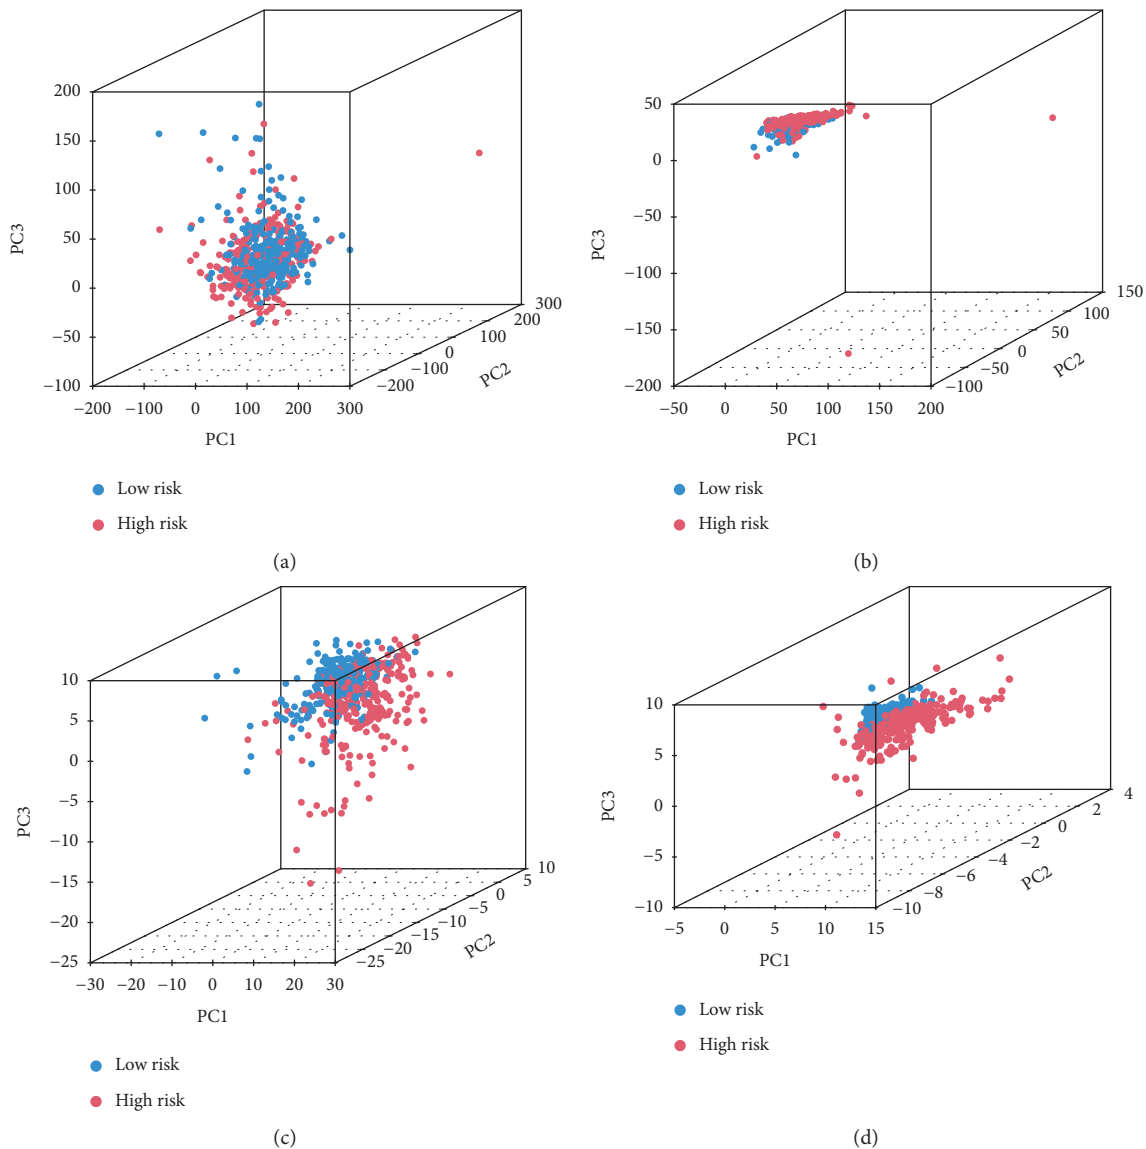 200
150
100
50
0
−50
−100
PC3
−200 −100 0 100 200 300
PC1
−200
−100
0
100
200
300
PC2
Low risk
High risk
(a)
50
0
−50
−100
−150
−200
PC3
−50 0 50 100 150 200
PC1
−100
−50
0
50
100
150
PC2
Low risk
High risk
(b)
10
5
0
−5
−10
−15
−20
−25
PC3
−30 −20 −10 0 10 20 30
PC1
−25
−20
−15
−10
−5
0
5
10
PC2
Low risk
High risk
(c)
10
5
0
−5
−10
PC3
−5 0 5 10 15
PC1
−10
−8
−6
−4
−2
0
2
4
PC2
Low risk
High risk
(d)